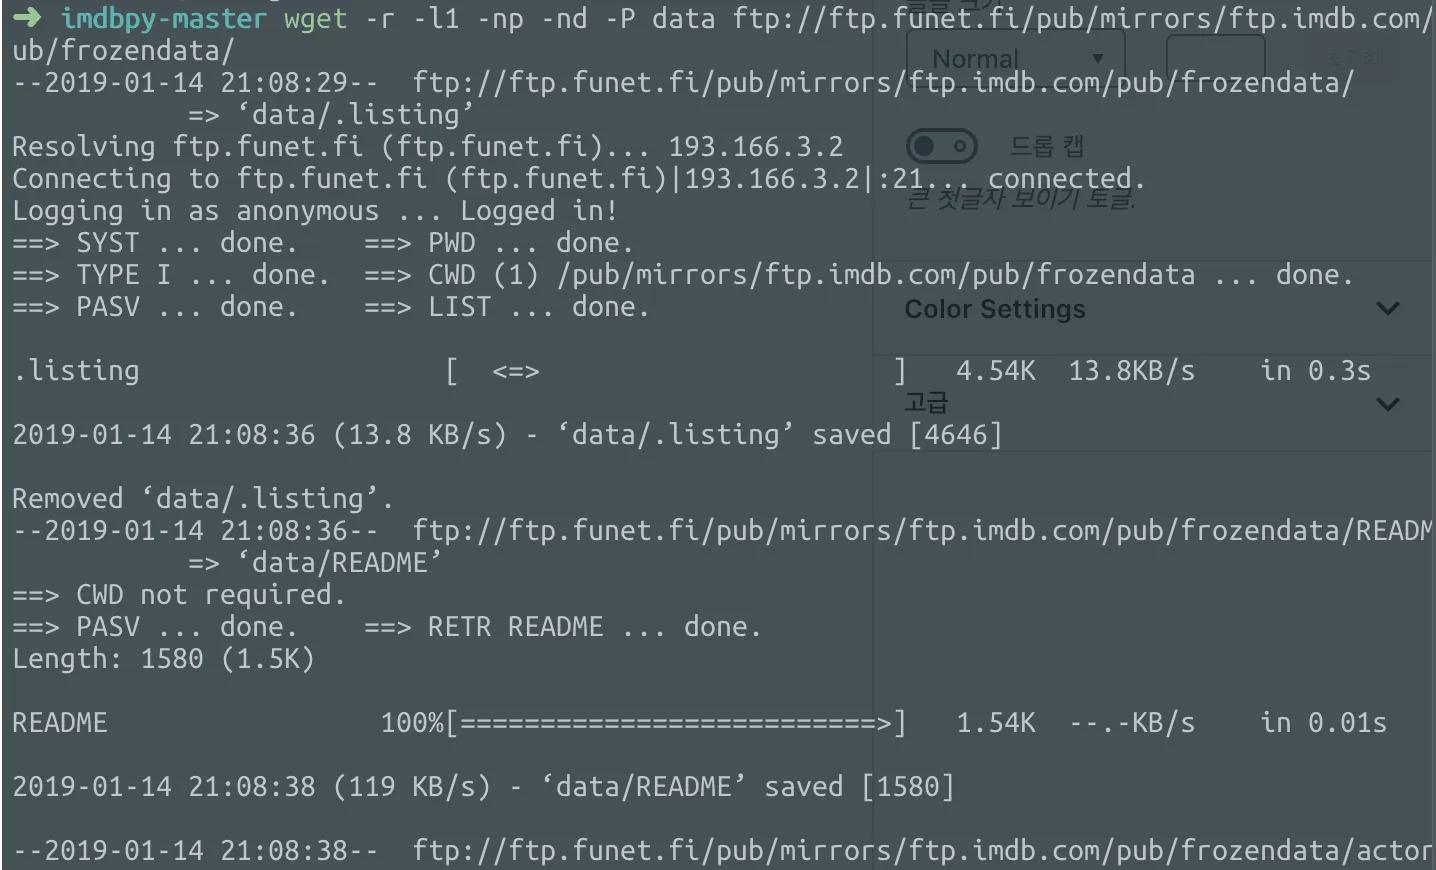 ➜ imdbpy-master wget -r -l1 -np -nd -P data ftp://ftp.funet.fi/pub/mirrors/ftp.imdb.com/
ub/frozendata/
--2019-01-14 21:08:29--  ftp://ftp.funet.fi/pub/mirrors/ftp.imdb.com/pub/frozendata/
Normal
=> ‘data/.listing’
Resolving ftp.funet.fi (ftp.funet.fi)... 193.166.3.2
드롭 캡
Connecting to ftp.funet.fi (ftp.funet.fi)|193.166.3.2|:21... connected.
큰 첫글자 보이기 토글.
Logging in as anonymous ... Logged in!
==> SYST ... done.    ==> PWD ... done.
==> TYPE I ... done.  ==> CWD (1) /pub/mirrors/ftp.imdb.com/pub/frozendata ... done.
==> PASV ... done.    ==> LIST ... done.
Color Settings
.listing                   [  <=>                      ]   4.54K  13.8KB/s    in 0.3s
고급
2019-01-14 21:08:36 (13.8 KB/s) - ‘data/.listing’ saved [4646]
Removed ‘data/.listing’.
--2019-01-14 21:08:36--  ftp://ftp.funet.fi/pub/mirrors/ftp.imdb.com/pub/frozendata/READM
=> ‘data/README’
==> CWD not required.
==> PASV ... done.    ==> RETR README ... done.
Length: 1580 (1.5K)
README                 100%[==========================>]   1.54K  --.-KB/s    in 0.01s
2019-01-14 21:08:38 (119 KB/s) - ‘data/README’ saved [1580]
--2019-01-14 21:08:38--  ftp://ftp.funet.fi/pub/mirrors/ftp.imdb.com/pub/frozendata/actor